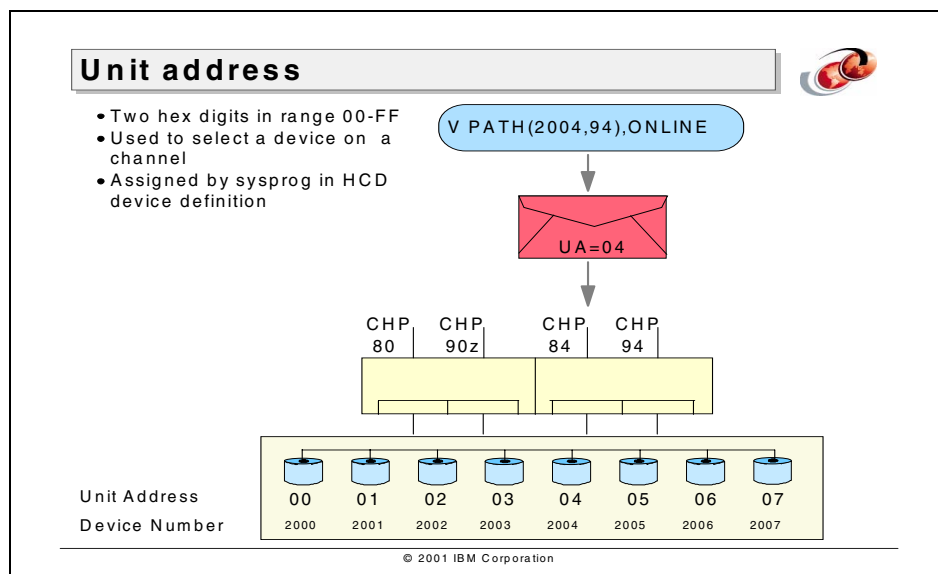 Unit address
• Two hex digits in range 00-FF
• Used to select a device on a
channel
• Assigned by sysprog in HCD
device definition
V PATH(2004,94),ONLINE
UA=04
CHP CHP CHP CHP
80 90z 84 94
Unit Address 00 01 02 03 04 05 06 07
Device Number 2000 2001 2002 2003 2004 2005 2006 2007
© 2001 IBM Corporation